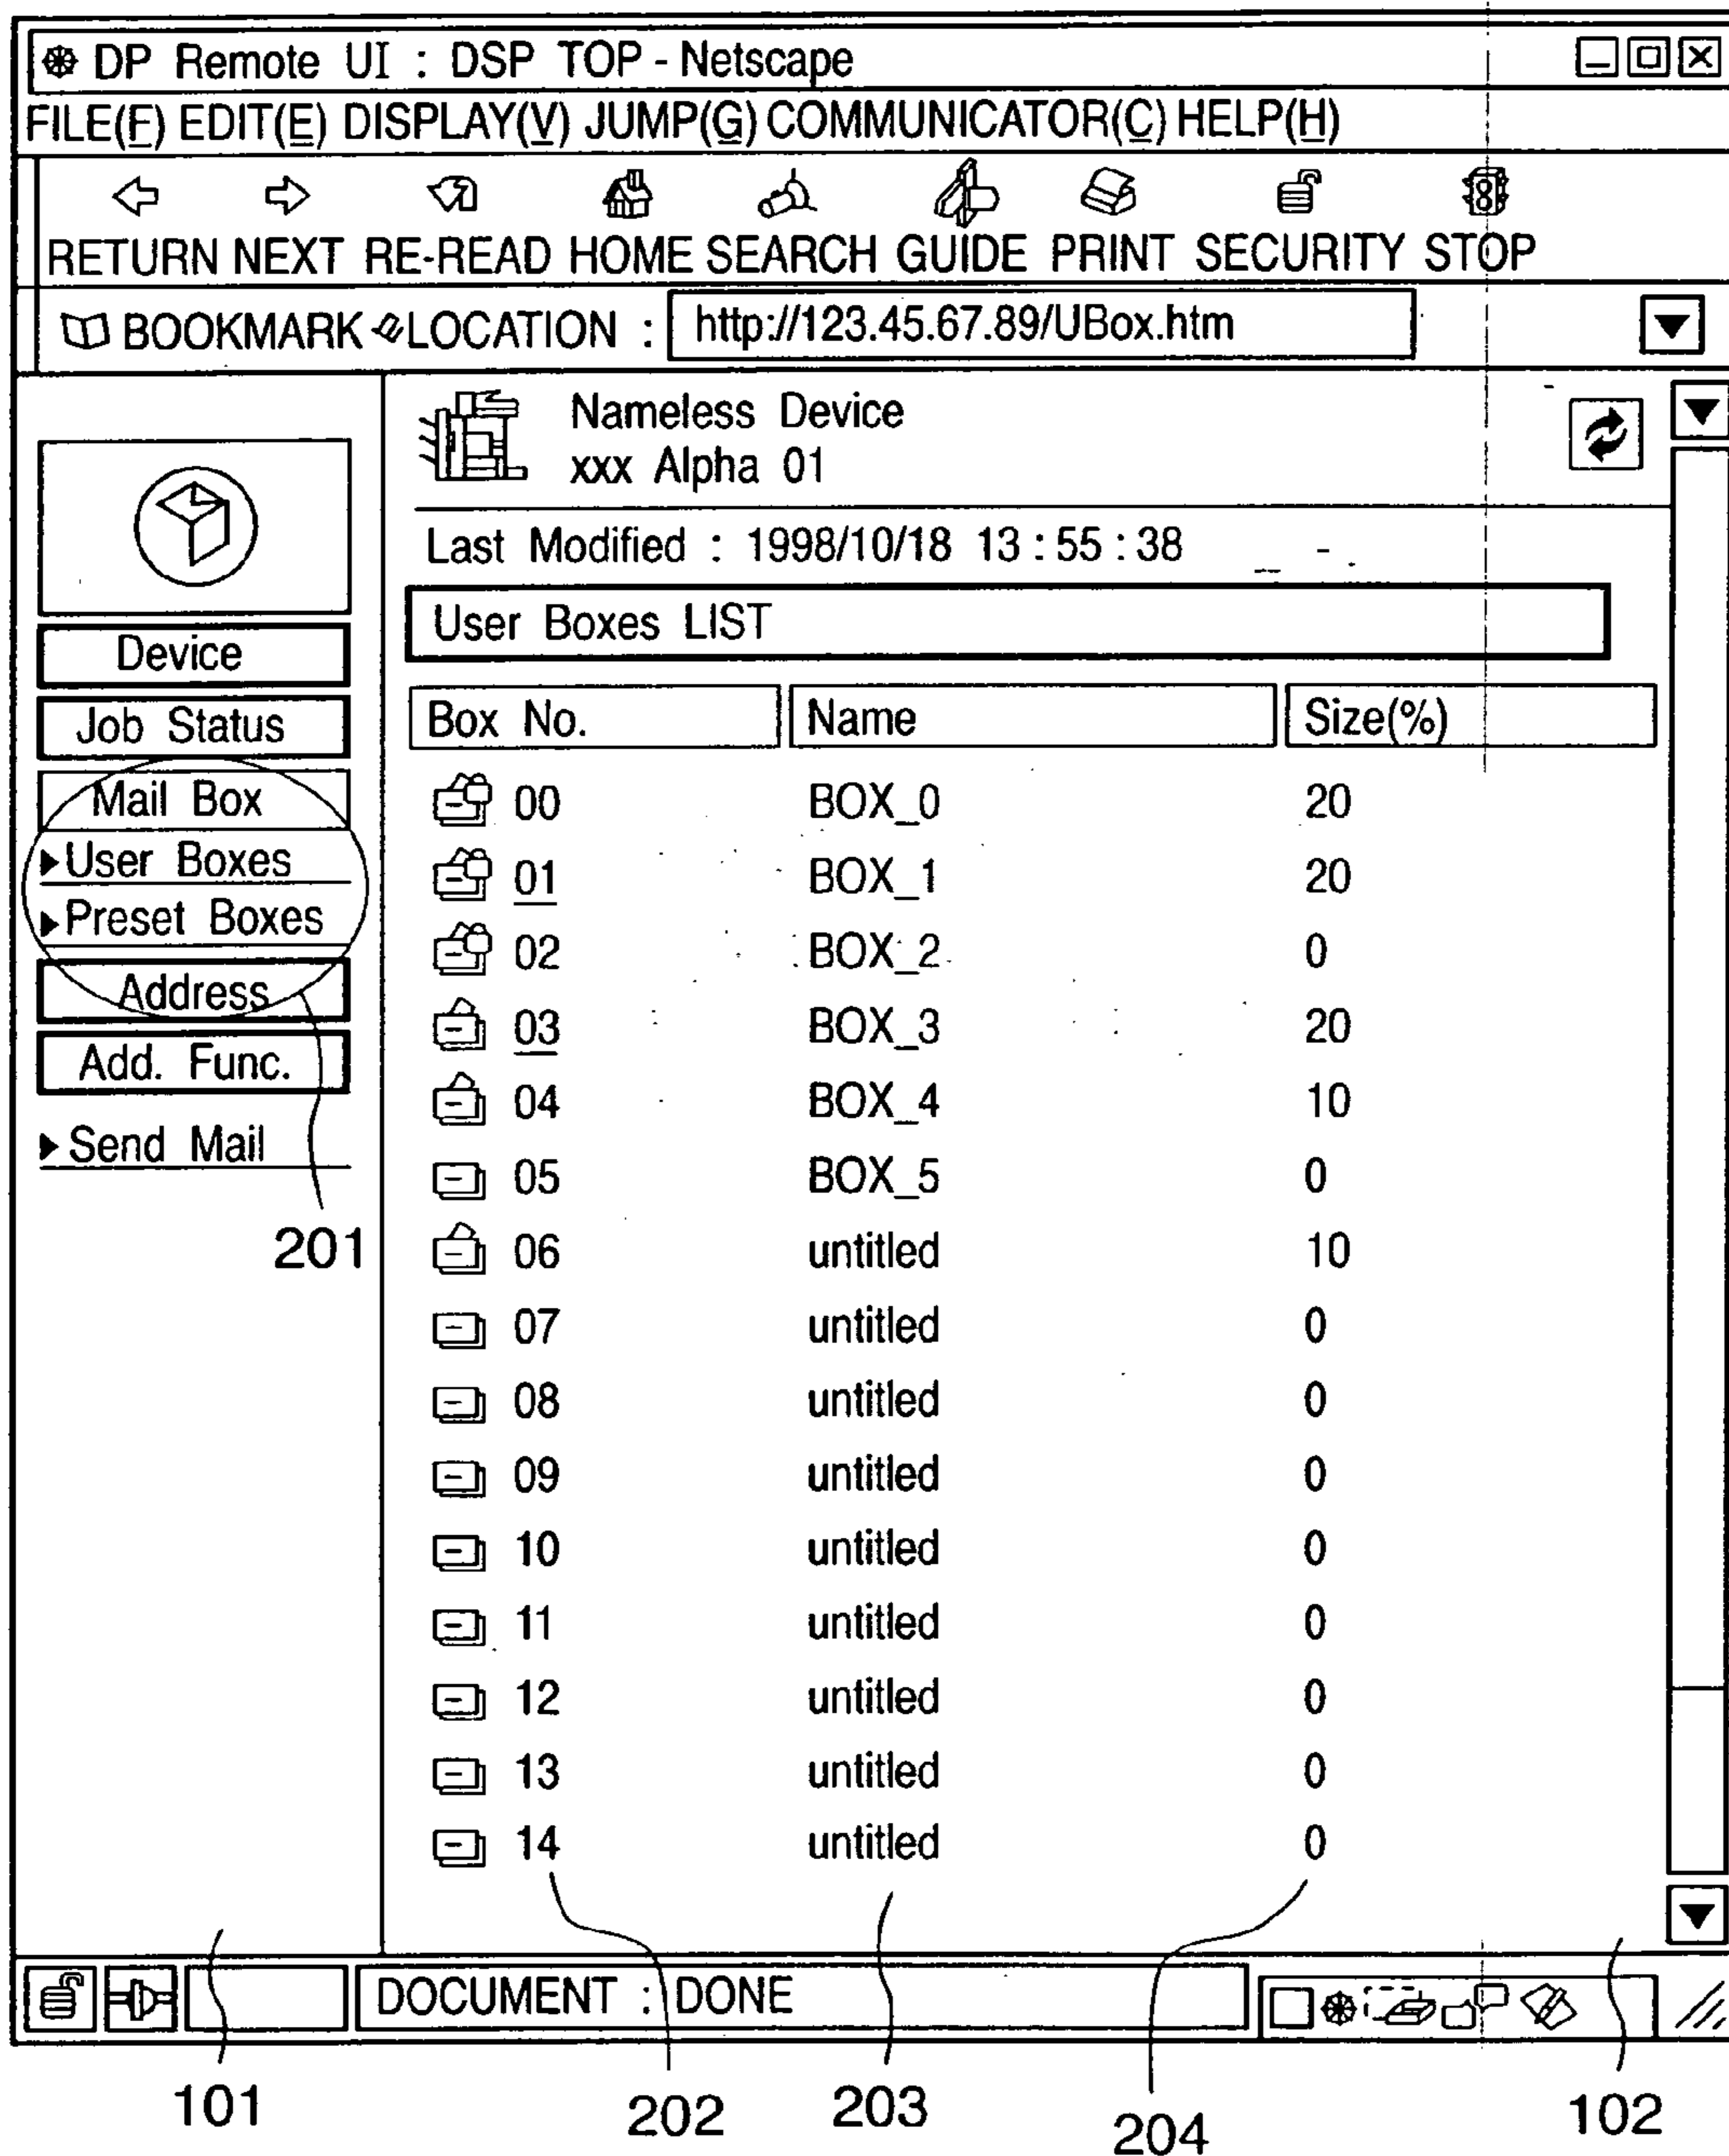 DP Remote UI : DSP TOP - Netscape
FILE(F) EDIT(E) DISPLAY(V) JUMP(G) COMMUNICATOR(C) HELP(H)
RETURN NEXT RE-READ HOME SEARCH GUIDE PRINT SECURITY STOP
BOOKMARK LOCATION : http://123.45.67.89/UBox.htm
Device
Job Status
Mail Box
User Boxes
Preset Boxes
Address
Add. Func.
Send Mail
201
Nameless Device
xxx Alpha 01
Last Modified : 1998/10/18 13 : 55 : 38
User Boxes LIST
Box No. Name Size(%)
00 BOX_0 20
01 BOX_1 20
02 BOX_2 0
03 BOX_3 20
04 BOX_4 10
05 BOX_5 0
06 untitled 10
07 untitled 0
08 untitled 0
09 untitled 0
10 untitled 0
11 untitled 0
12 untitled 0
13 untitled 0
14 untitled 0
DOCUMENT : DONE
101 202 203 204 102